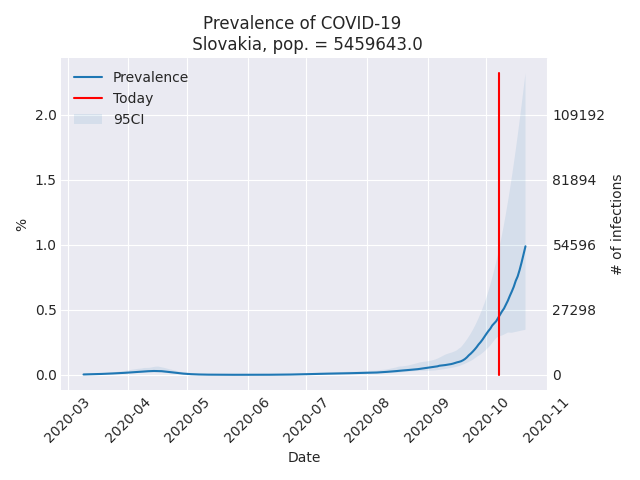 Prevalence of COVID-19
Slovakia, pop. = 5459643.0
Prevalence
Today
95CI
2.0
1.5
1.0
0.5
0.0
%
109192
81894
54596
27298
0
# of infections
2020-03
2020-04
2020-05
2020-06
2020-07
2020-08
2020-09
2020-10
2020-11
Date